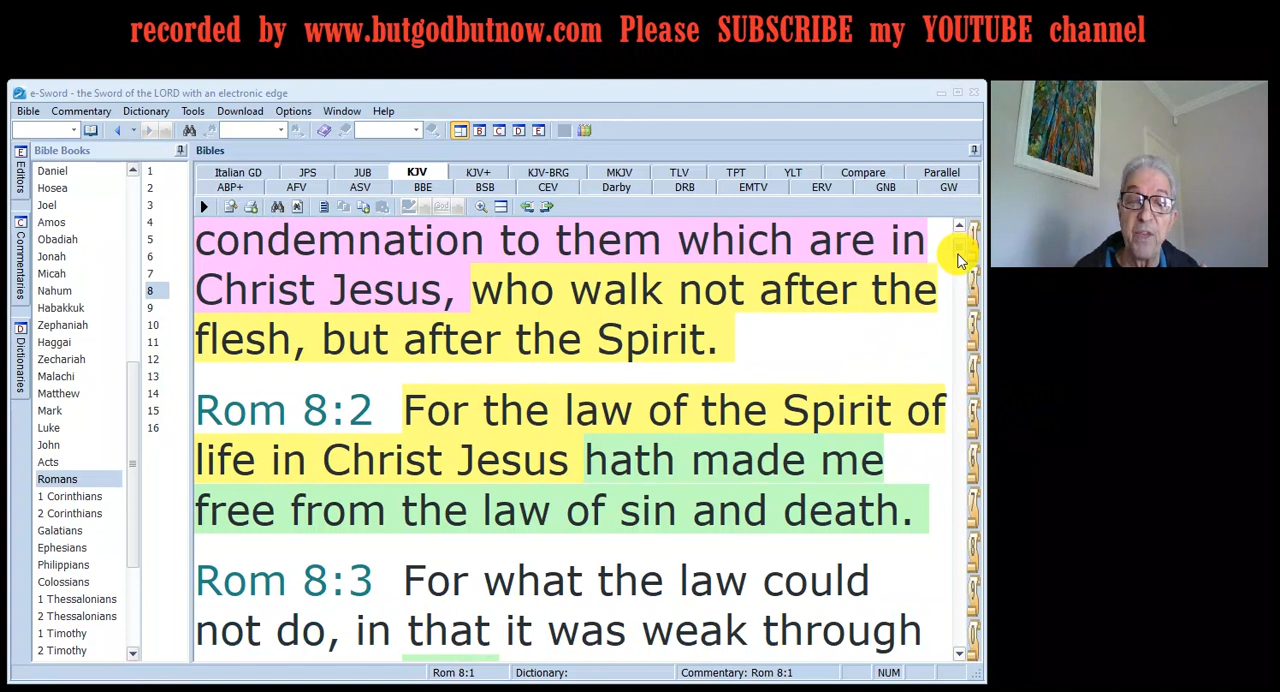 recorded by www.butgodbutnow.com Please SUBSCRIBE my YOUTUBE channel
e-Sword - the Sword of the LORD with an electronic edge
Bible Commentary Dictionary Tools Download Options Window Help
B C D E
Bible Books
Bibles
Editors
Commentaries
Dictionaries
Daniel 1
Hosea 2
Joel 3
Amos 4
Obadiah 5
Jonah 6
Micah 7
Nahum 8
Habakkuk 9
Zephaniah 10
Haggai 11
Zechariah 12
Malachi 13
Matthew 14
Mark 15
Luke 16
John
Acts
Romans
1 Corinthians
2 Corinthians
Galatians
Ephesians
Philippians
Colossians
1 Thessalonians
2 Thessalonians
1 Timothy
2 Timothy
Italian GD JPS JUB KJV KJV+ KJV-BRG MKJV TLV TPT YLT Compare Parallel
ABP+ AFV ASV BBE BSB CEV Darby DRB EMTV ERV GNB GW
condemnation to them which are in
Christ Jesus, who walk not after the
flesh, but after the Spirit.
Rom 8:2 For the law of the Spirit of
life in Christ Jesus hath made me
free from the law of sin and death.
Rom 8:3 For what the law could
not do, in that it was weak through
Rom 8:1 Dictionary: Commentary: Rom 8:1 NUM